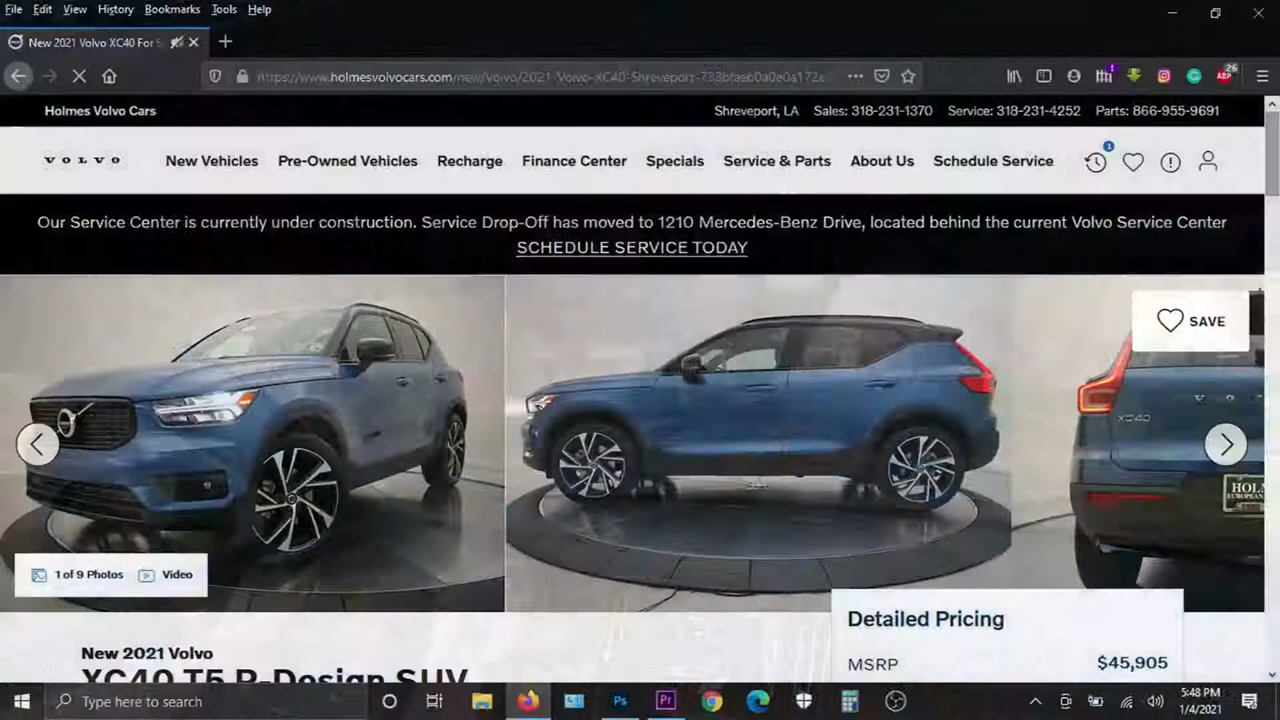 File Edit View History Bookmarks Tools Help
New 2021 Volvo XC40 For S
https://www.holmesvolvocars.com/new/Volvo/2021-Volvo-XC40-Shreveport-
26
Holmes Volvo Cars Shreveport, LA Sales: 318-231-1370 Service: 318-231-4252 Parts: 866-955-9691
VOLVO New Vehicles Pre-Owned Vehicles Recharge Finance Center Specials Service & Parts About Us Schedule Service 1
Our Service Center is currently under construction. Service Drop-Off has moved to 1210 Mercedes-Benz Drive, located behind the current Volvo Service Center
SCHEDULE SERVICE TODAY
SAVE
XC40
1 of 9 Photos Video
Detailed Pricing
New 2021 Volvo
XC40 T5 R-Design SUV
MSRP $45,905
Type here to search
Ps Pr
5:48 PM
1/4/2021